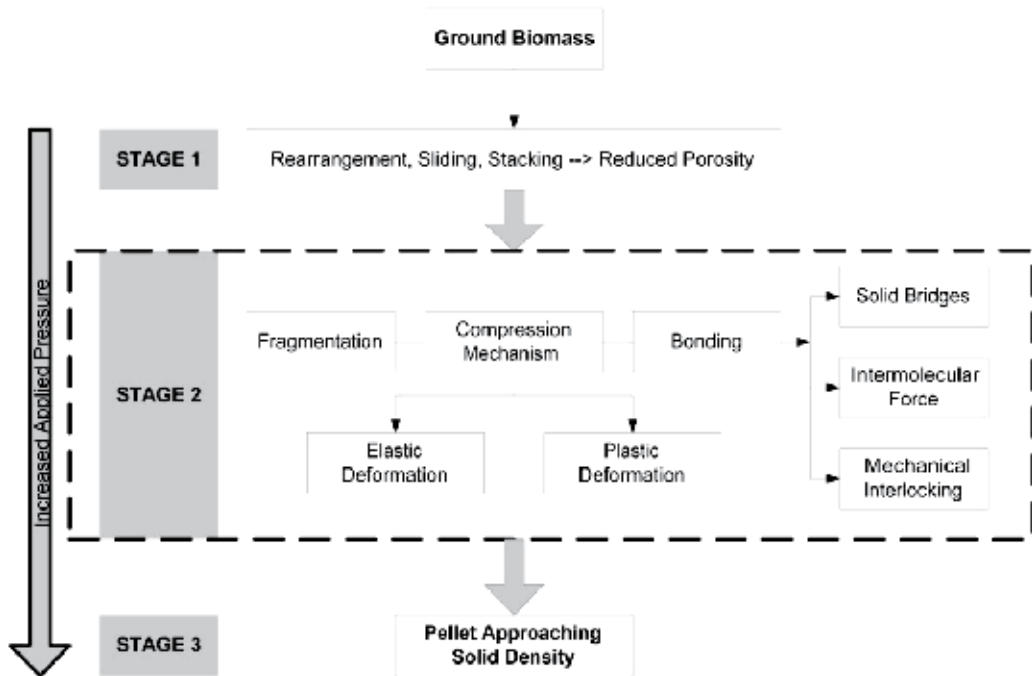 Ground Biomass
STAGE 1
Rearrangement, Sliding, Stacking --> Reduced Porosity
Increased Applied Pressure
STAGE 2
Fragmentation
Compression
Mechanism
Bonding
Solid Bridges
Intermolecular
Force
Mechanical
Interlocking
Elastic
Deformation
Plastic
Deformation
STAGE 3
Pellet Approaching
Solid Density